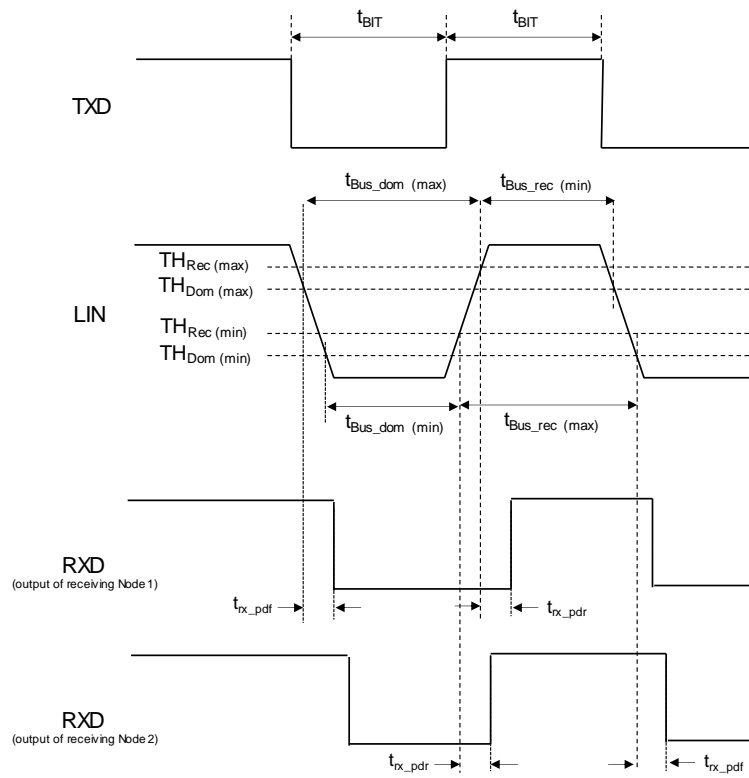 tBIT tBIT
TXD
tBus_dom (max) tBus_rec (min)
THRec (max)
THDom (max)
LIN
THRec (min)
THDom (min)
tBus_dom (min) tBus_rec (max)
RXD
(output of receiving Node 1)
trx_pdf trx_pdr
RXD
(output of receiving Node 2)
trx_pdr trx_pdf